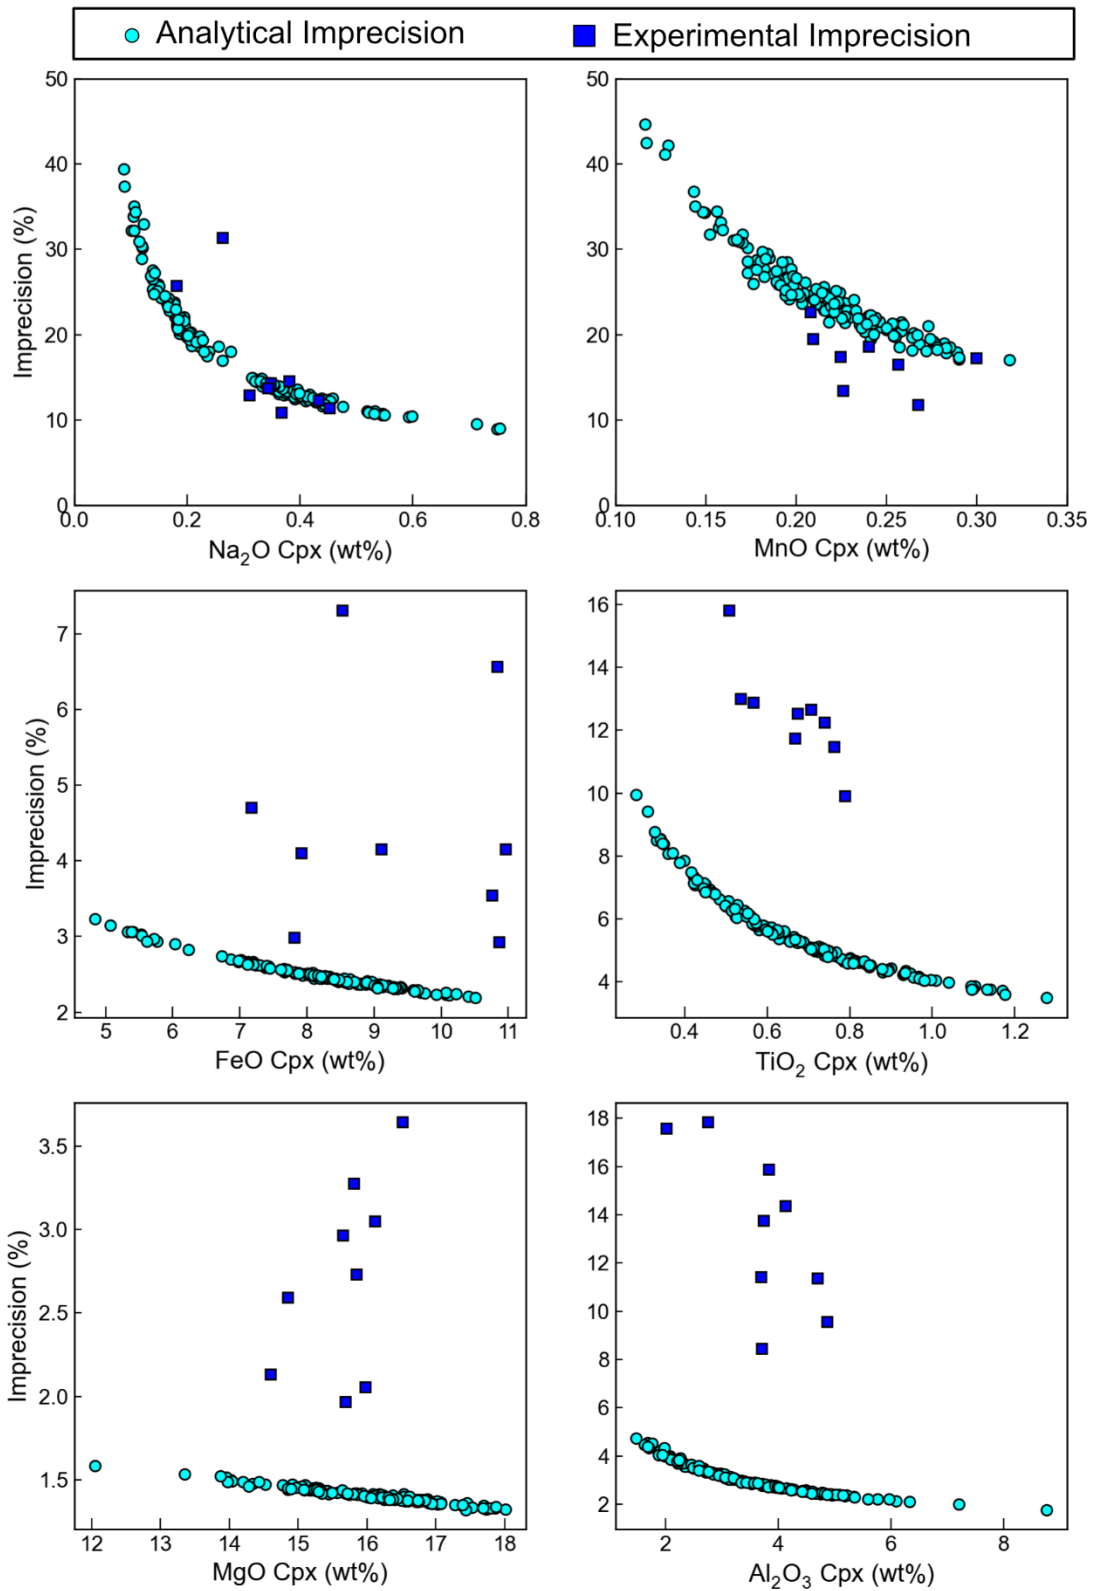 Analytical Imprecision Experimental Imprecision
50 50
40 40
30 30
20 20
10 10
0 0
0.0 0.2 0.4 0.6 0.8 0.10 0.15 0.20 0.25 0.30 0.35
Imprecision (%)
Na₂O Cpx (wt%) MnO Cpx (wt%)
7
6
5
4
3
2
5 6 7 8 9 10 11
Imprecision (%)
FeO Cpx (wt%)
16
14
12
10
8
6
4
0.4 0.6 0.8 1.0 1.2
TiO₂ Cpx (wt%)
3.5
3.0
2.5
2.0
1.5
12 13 14 15 16 17 18
Imprecision (%)
MgO Cpx (wt%)
18
16
14
12
10
8
6
4
2
2 4 6 8
Al₂O₃ Cpx (wt%)